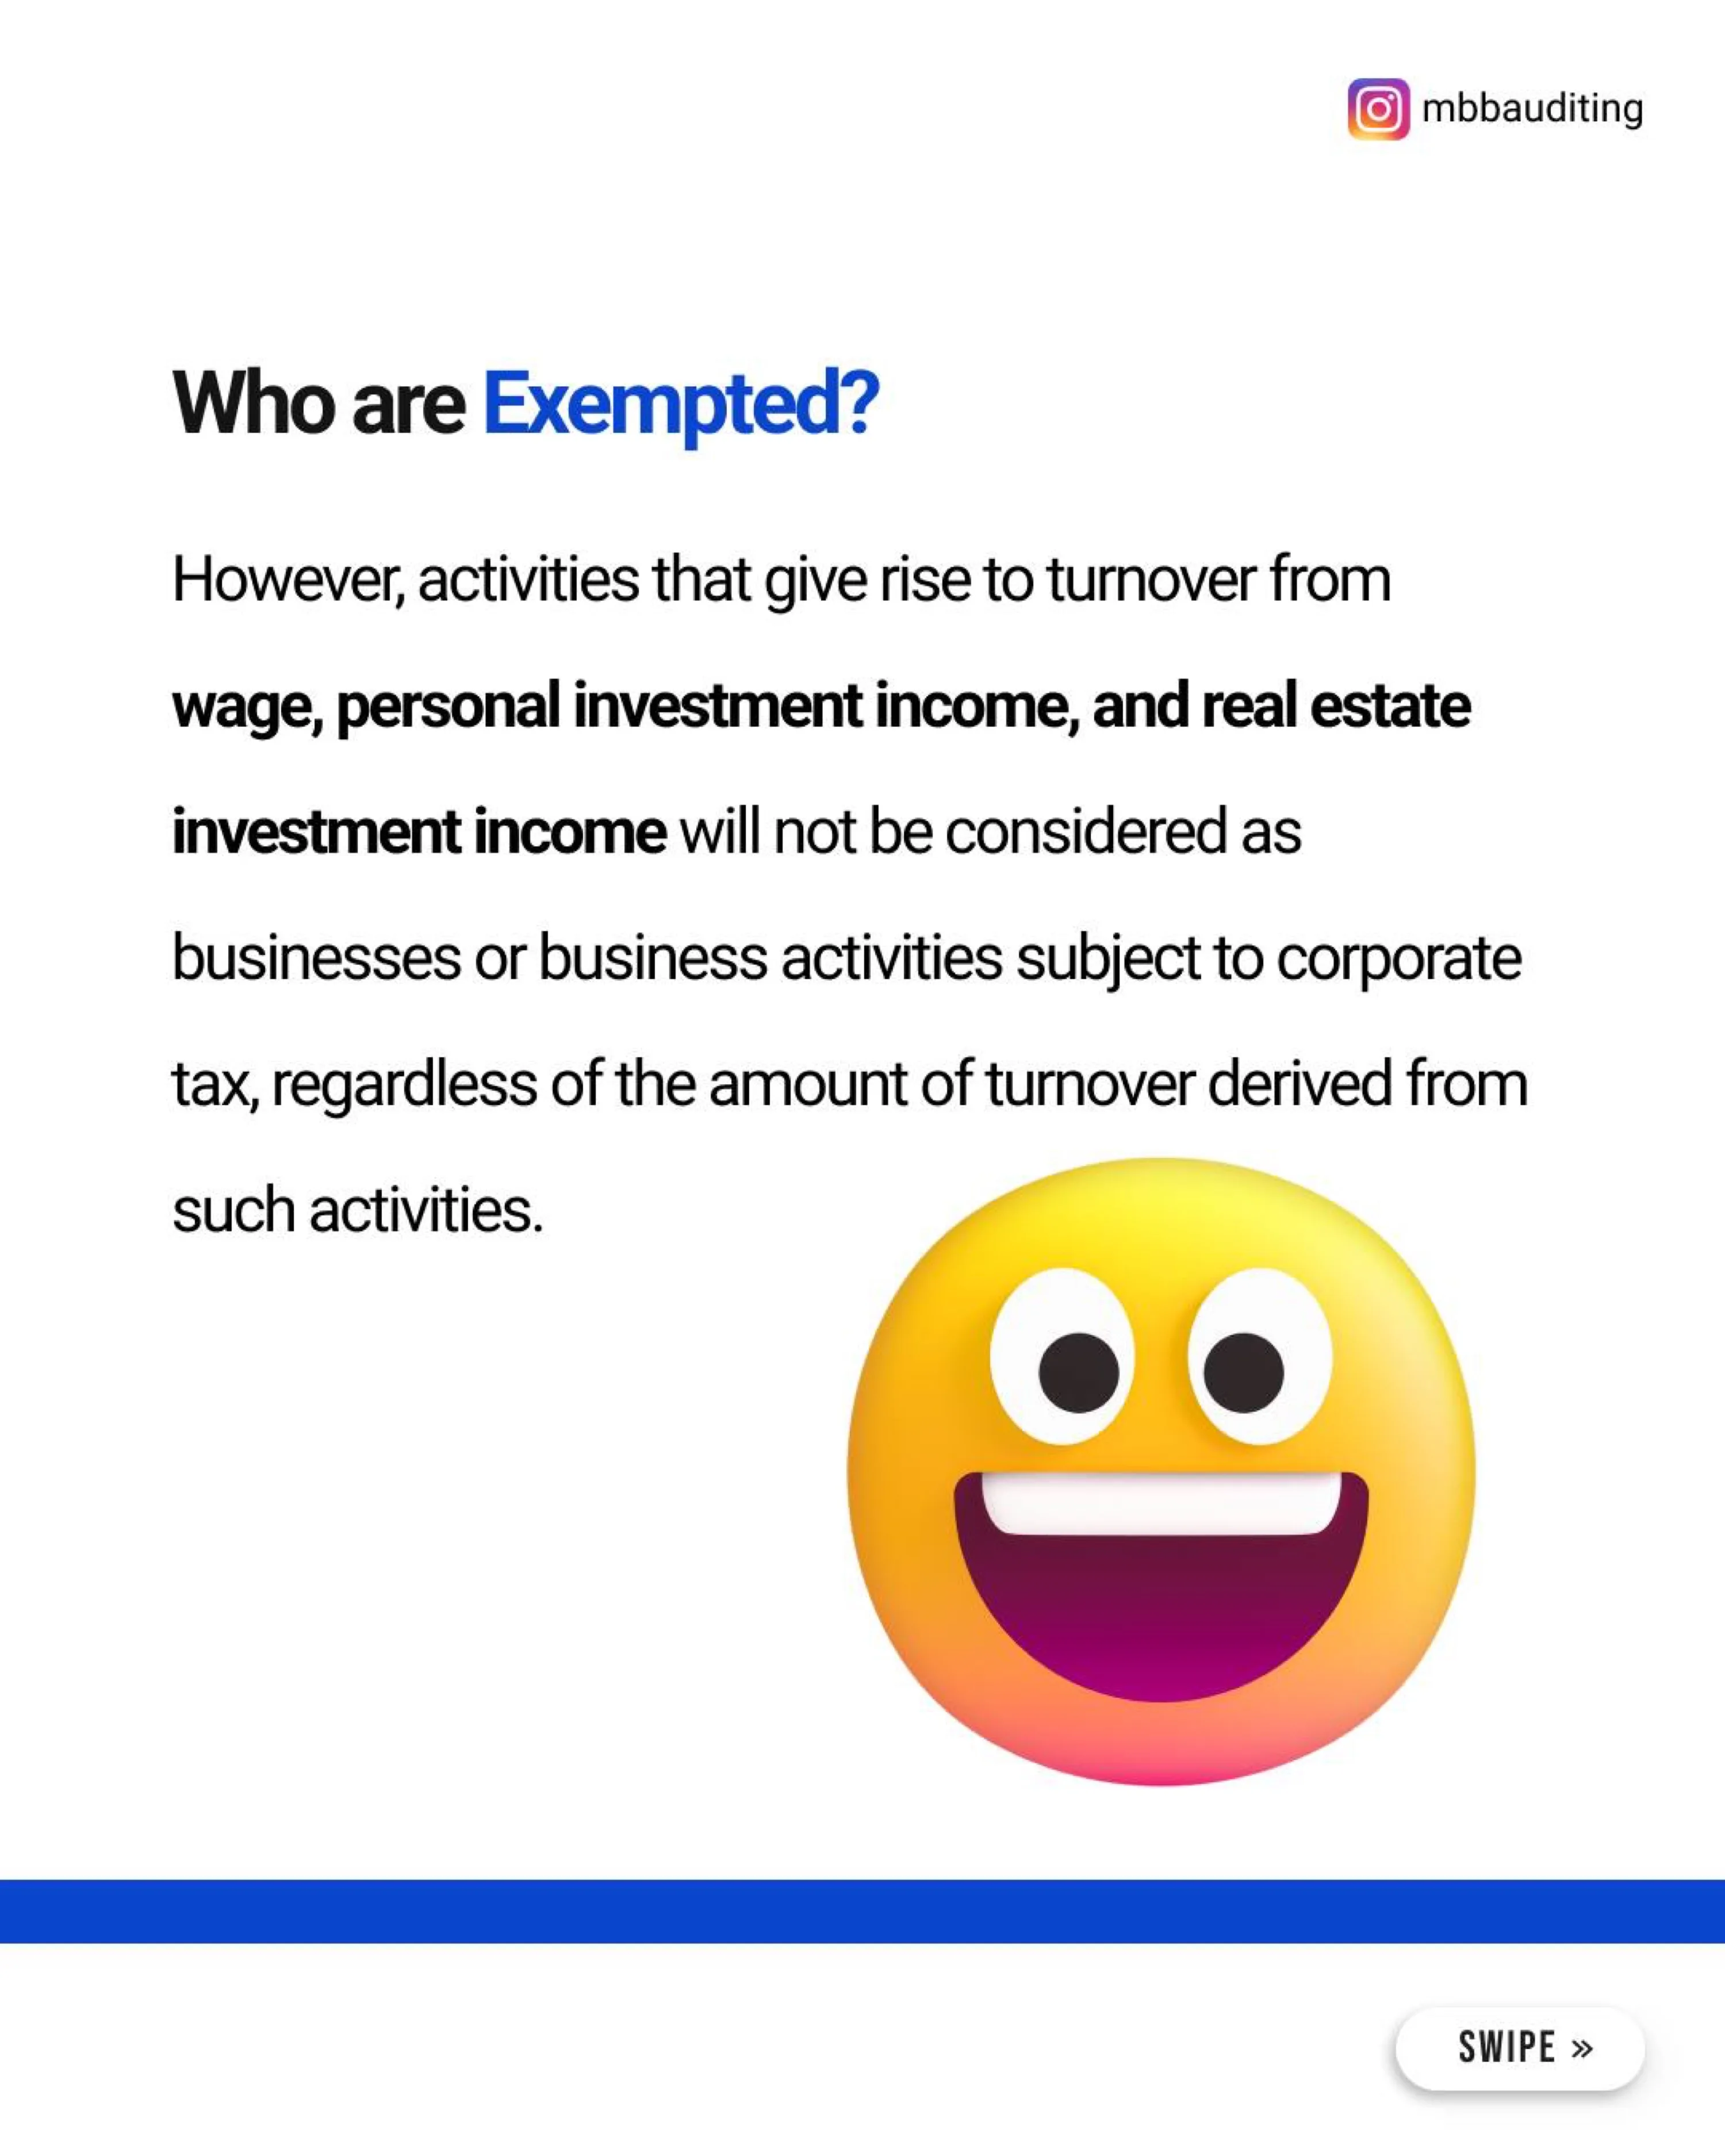 mbbauditing
Who are Exempted?
However, activities that give rise to turnover from
wage, personal investment income, and real estate
investment income will not be considered as
businesses or business activities subject to corporate
tax, regardless of the amount of turnover derived from
such activities.
SWIPE »